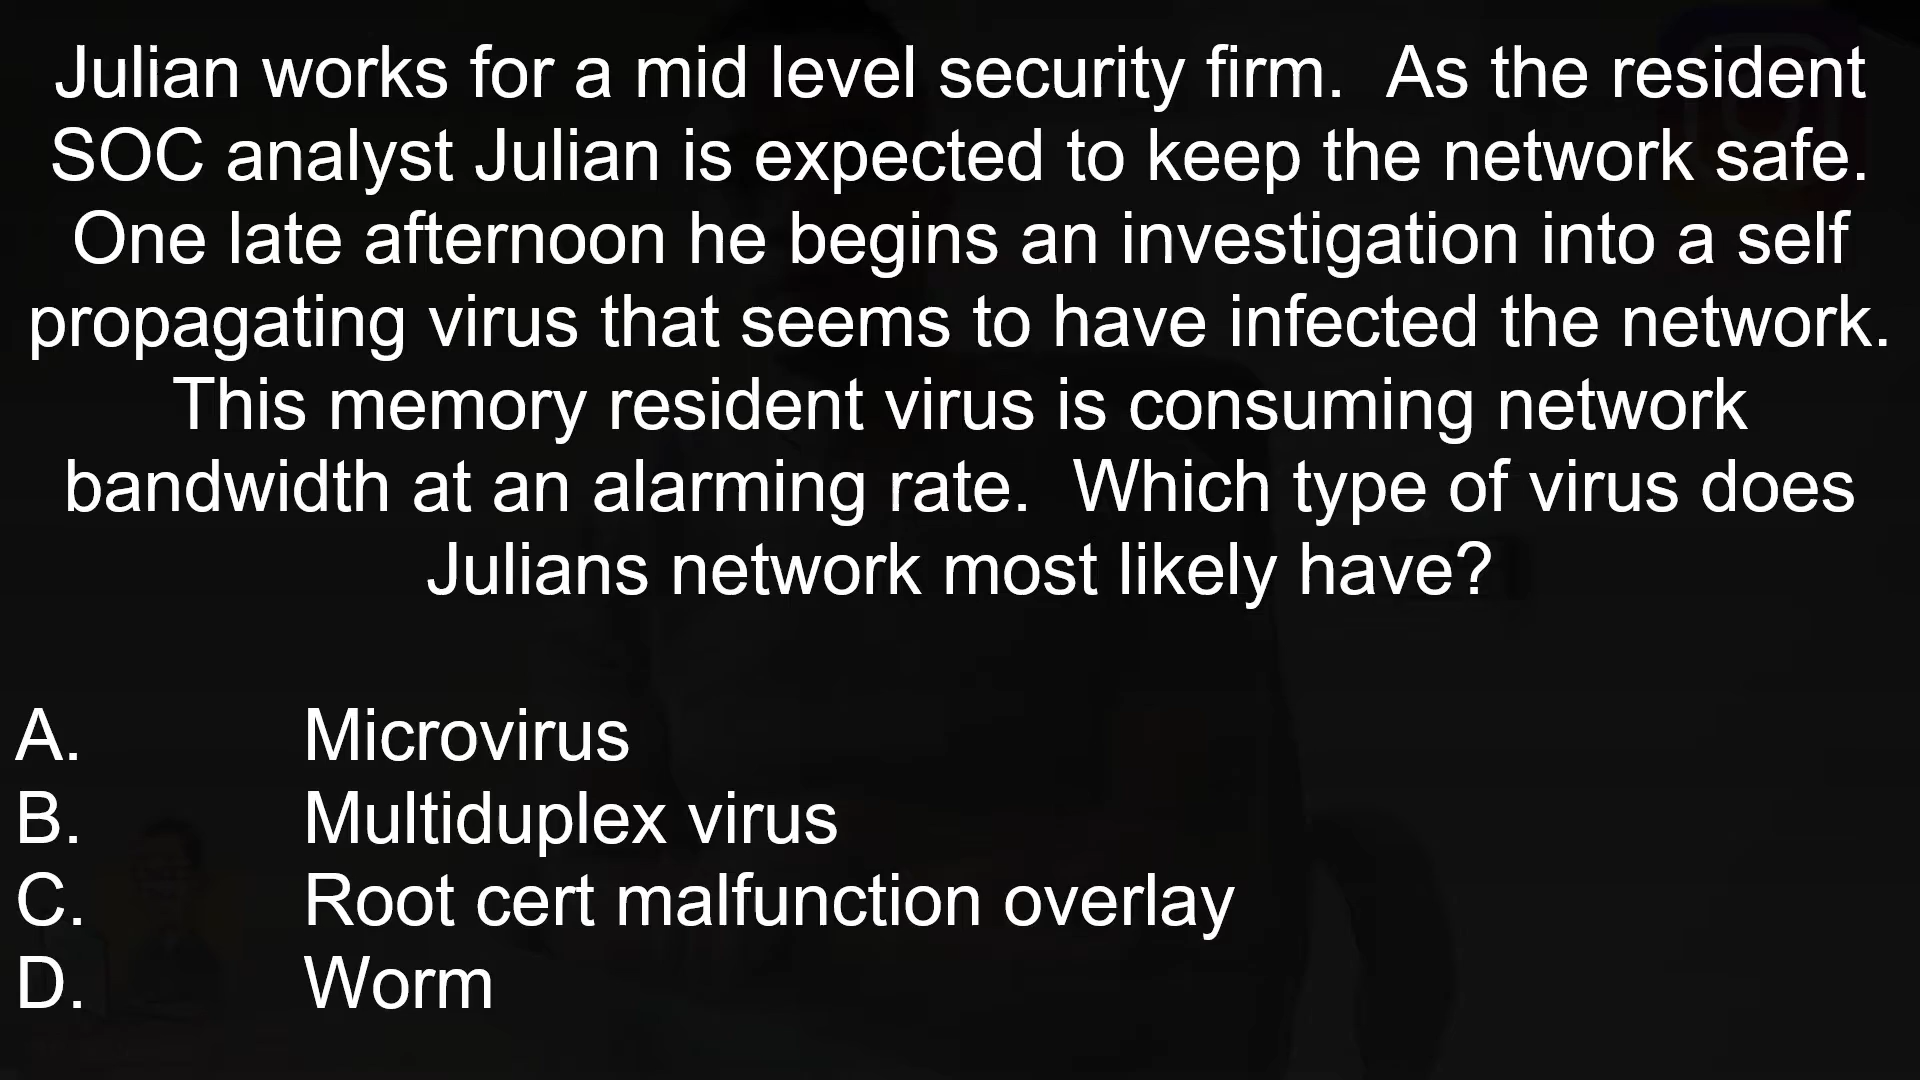 Julian works for a mid level security firm.  As the resident
SOC analyst Julian is expected to keep the network safe.
One late afternoon he begins an investigation into a self
propagating virus that seems to have infected the network.
This memory resident virus is consuming network
bandwidth at an alarming rate.  Which type of virus does
Julians network most likely have?
A. Microvirus
B. Multiduplex virus
C. Root cert malfunction overlay
D. Worm